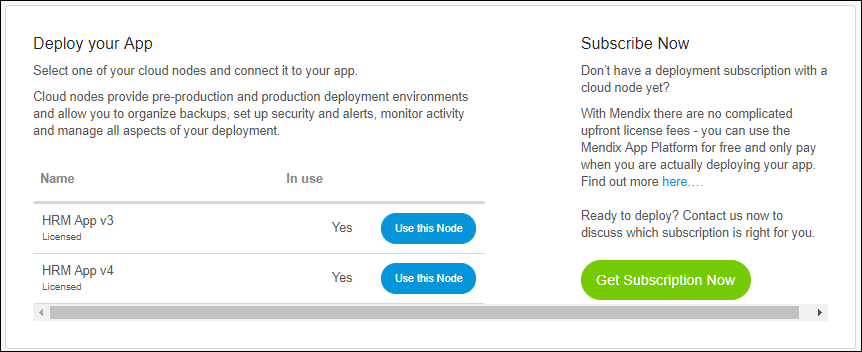 Deploy your App
Select one of your cloud nodes and connect it to your app.
Cloud nodes provide pre-production and production deployment environments
and allow you to organize backups, set up security and alerts, monitor activity
and manage all aspects of your deployment.
Name In use
HRM App v3
Licensed
Yes
Use this Node
HRM App v4
Licensed
Yes
Use this Node
Subscribe Now
Don’t have a deployment subscription with a
cloud node yet?
With Mendix there are no complicated
upfront license fees - you can use the
Mendix App Platform for free and only pay
when you are actually deploying your app.
Find out more here….
Ready to deploy? Contact us now to
discuss which subscription is right for you.
Get Subscription Now